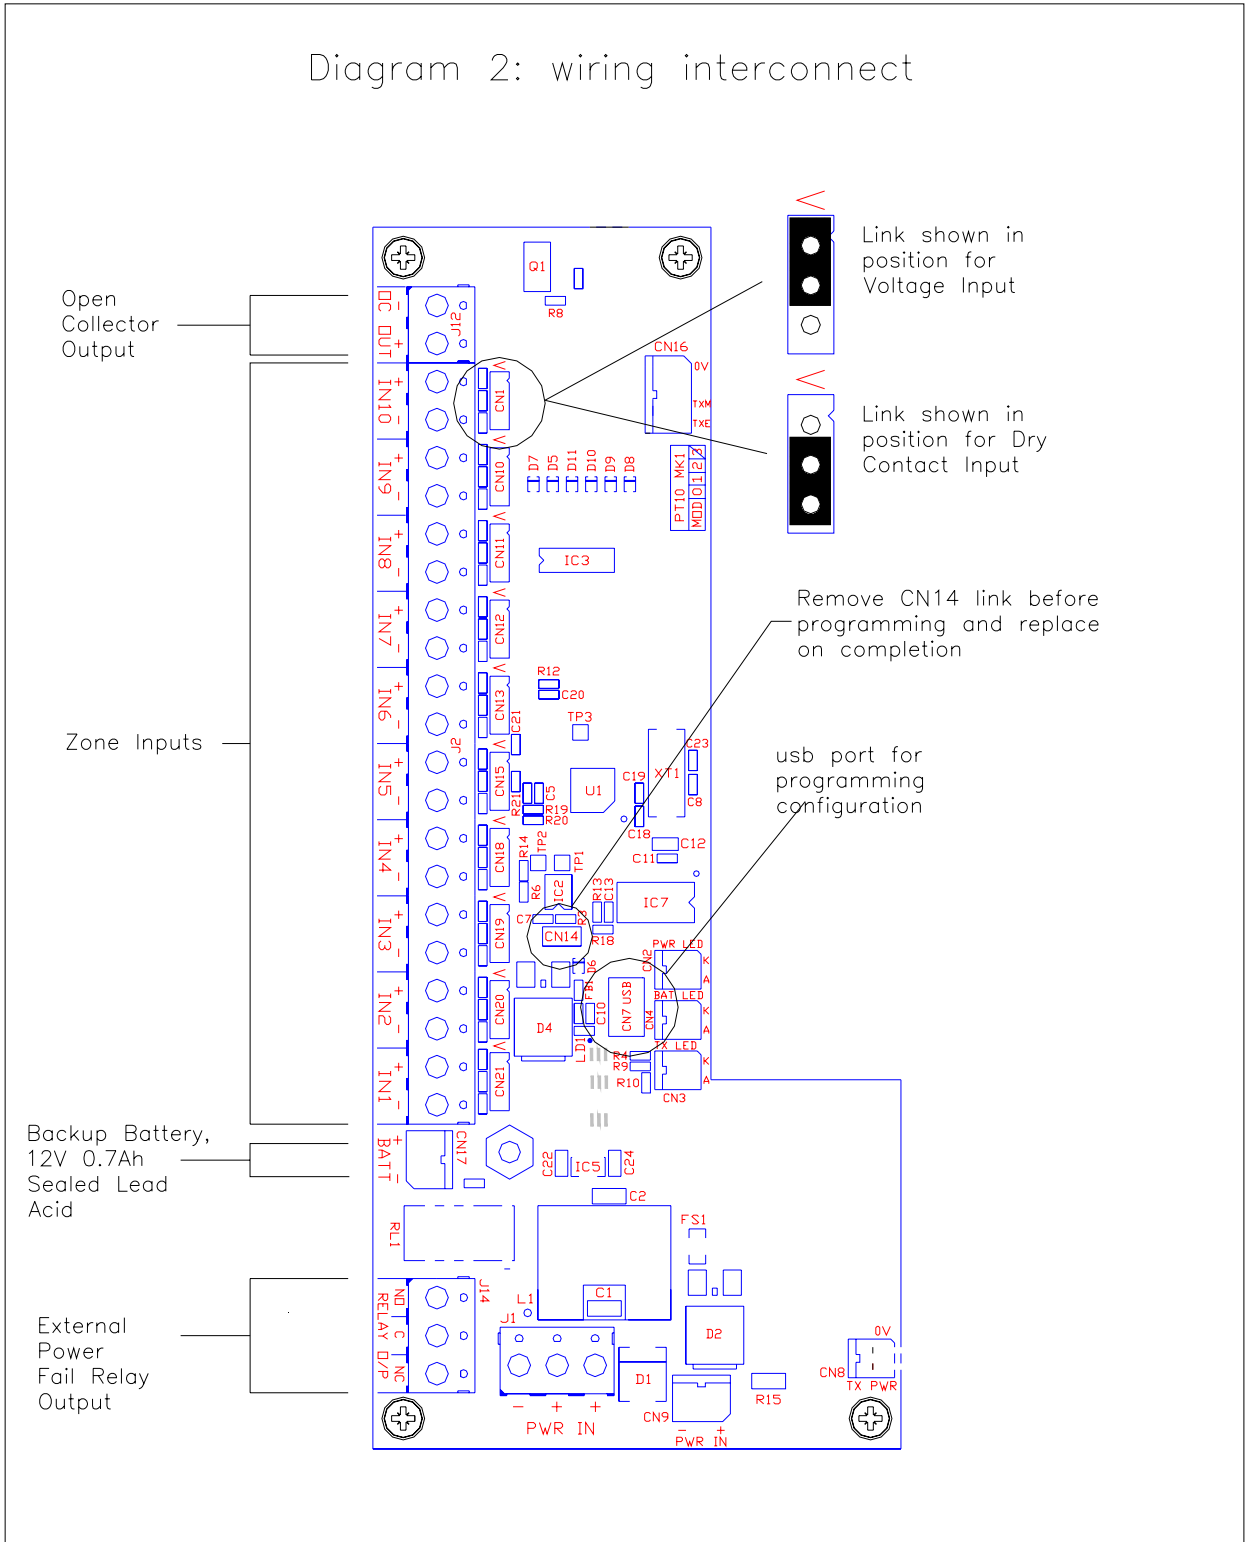 Diagram 2: wiring interconnect
V
Link shown in
position for
Voltage Input
V
Link shown in
position for Dry
Contact Input
Open
Collector
Output
Zone Inputs
Backup Battery,
12V 0.7Ah
Sealed Lead
Acid
External
Power
Fail Relay
Output
Remove CN14 link before
programming and replace
on completion
usb port for
programming
configuration
OC OUT
- +
J12
IN10
+ -
IN9
+ -
IN8
+ -
IN7
+ -
IN6
+ -
IN5
+ -
IN4
+ -
IN3
+ -
IN2
+ -
IN1
+ -
J2
V
CN1
V
CN10
V
CN11
V
CN12
V
CN13
V
CN15
V
CN18
V
CN19
V
CN20
V
CN21
Q1
R8
CN16
0V
TXM
TXE
D7
D5
D11
D10
D9
D8
PT10 MK1
MOD 0 1 2 3
IC3
R12
C20
TP3
C21
R21
C5
R19
R20
U1
C19
C18
XT1
C23
C8
C12
C11
R14
TP2
TP1
R6
IC2
C7
R3
CN14
R13
C13
R18
IC7
D6
FB1
C10
D4
LD1
CN7 USB
PWR LED
CN2
K
A
BAT LED
CN4
K
A
TX LED
K
A
CN3
R4
R9
R10
BATT
+ -
CN17
C22
IC5
C24
C2
RL1
FS1
J14
NO
C
NC
RELAY O/P
L1
J1
C1
- + +
PWR IN
D1
D2
CN9
- +
PWR IN
R15
0V
CN8
TX PWR